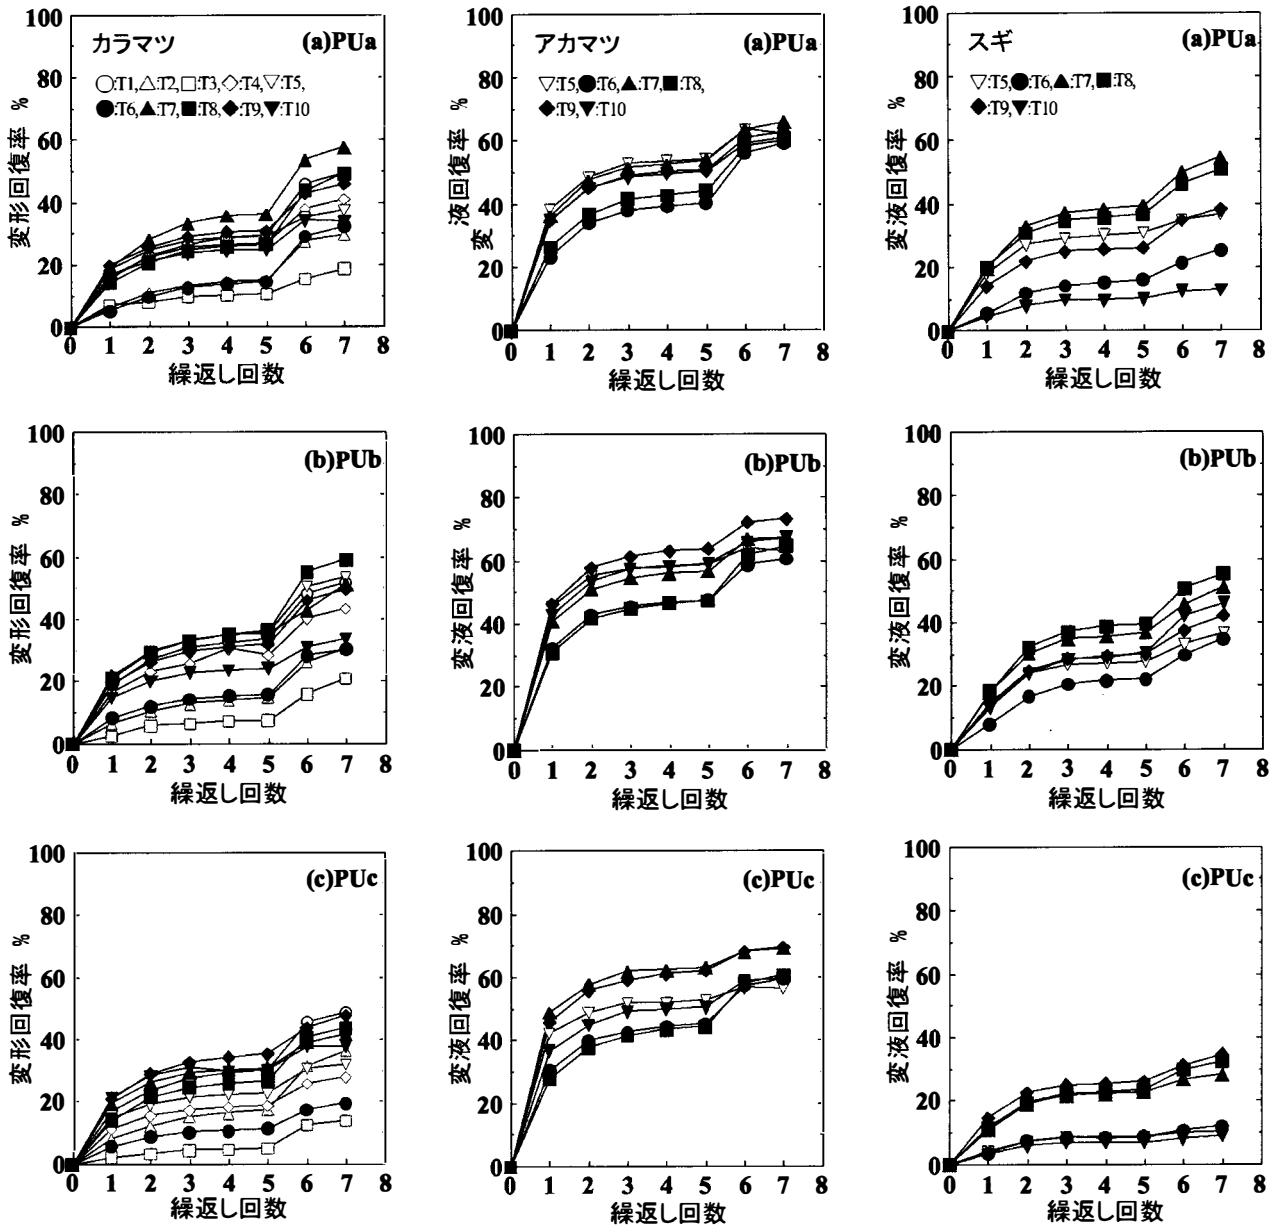 100
80
60
40
20
0
変形回復率 %
カラマツ (a)PUa
○:T1,△:T2,□:T3,◇:T4,▽:T5,
●:T6,▲:T7,■:T8,◆:T9,▼:T10
0 1 2 3 4 5 6 7 8
繰返し回数
100
80
60
40
20
0
変液回復率 %
アカマツ (a)PUa
▽:T5,●:T6,▲:T7,■:T8,
◆:T9,▼:T10
0 1 2 3 4 5 6 7 8
繰返し回数
100
80
60
40
20
0
変液回復率 %
スギ (a)PUa
▽:T5,●:T6,▲:T7,■:T8,
◆:T9,▼:T10
0 1 2 3 4 5 6 7 8
繰返し回数
100
80
60
40
20
0
変形回復率 %
(b)PUb
0 1 2 3 4 5 6 7 8
繰返し回数
100
80
60
40
20
0
変液回復率 %
(b)PUb
0 1 2 3 4 5 6 7 8
繰返し回数
100
80
60
40
20
0
変液回復率 %
(b)PUb
0 1 2 3 4 5 6 7 8
繰返し回数
100
80
60
40
20
0
変形回復率 %
(c)PUc
0 1 2 3 4 5 6 7 8
繰返し回数
100
80
60
40
20
0
変液回復率 %
(c)PUc
0 1 2 3 4 5 6 7 8
繰返し回数
100
80
60
40
20
0
変液回復率 %
(c)PUc
0 1 2 3 4 5 6 7 8
繰返し回数